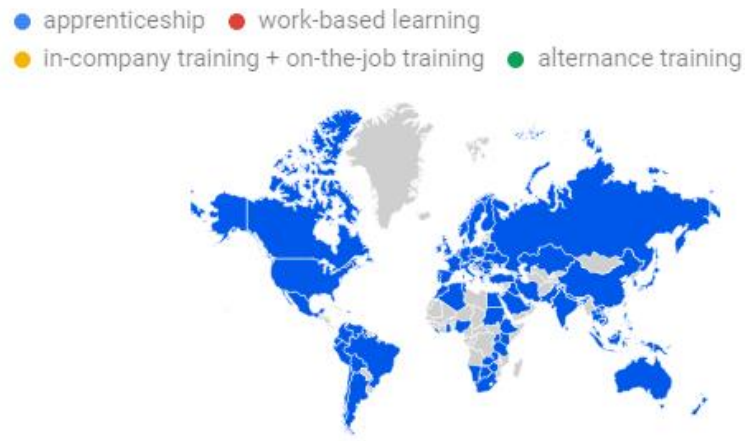 apprenticeship work-based learning
in-company training + on-the-job training alternance training